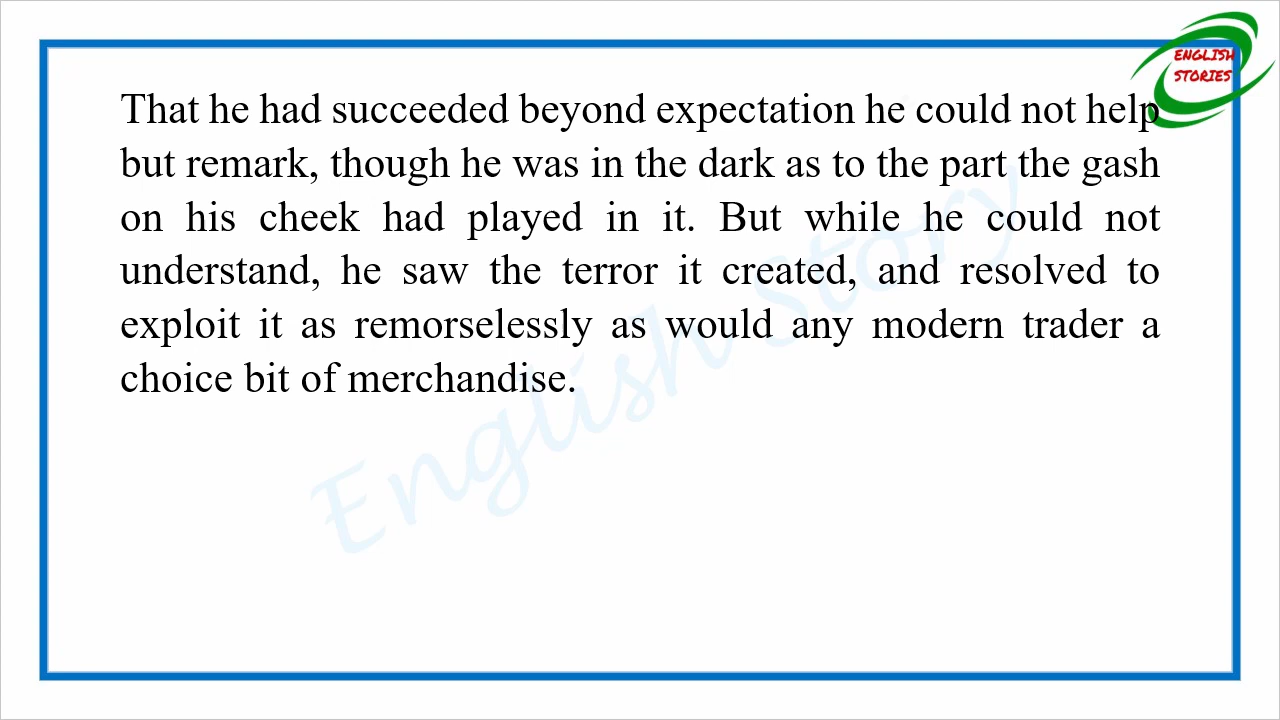 ENGLISH
STORIES
That he had succeeded beyond expectation he could not help
but remark, though he was in the dark as to the part the gash
on his cheek had played in it. But while he could not
understand, he saw the terror it created, and resolved to
exploit it as remorselessly as would any modern trader a
choice bit of merchandise.
English Story